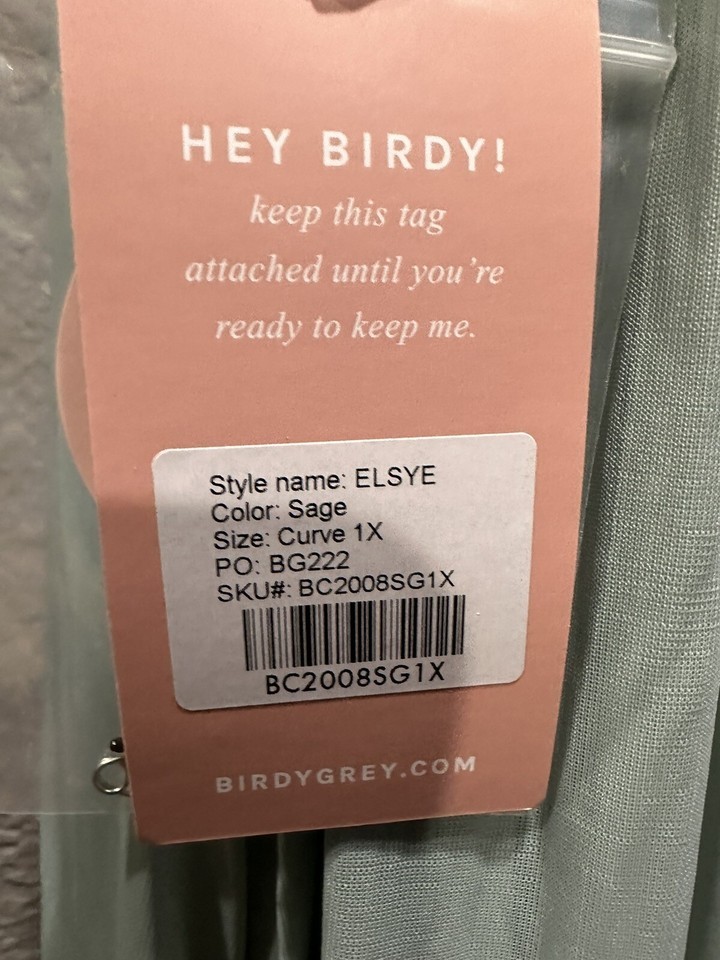 HEY BIRDY!
keep this tag
attached until you're
ready to keep me.
Style name: ELSYE
Color: Sage
Size: Curve 1X
PO: BG222
SKU#: BC2008SG1X
BC2008SG1X
BIRDYGREY.COM